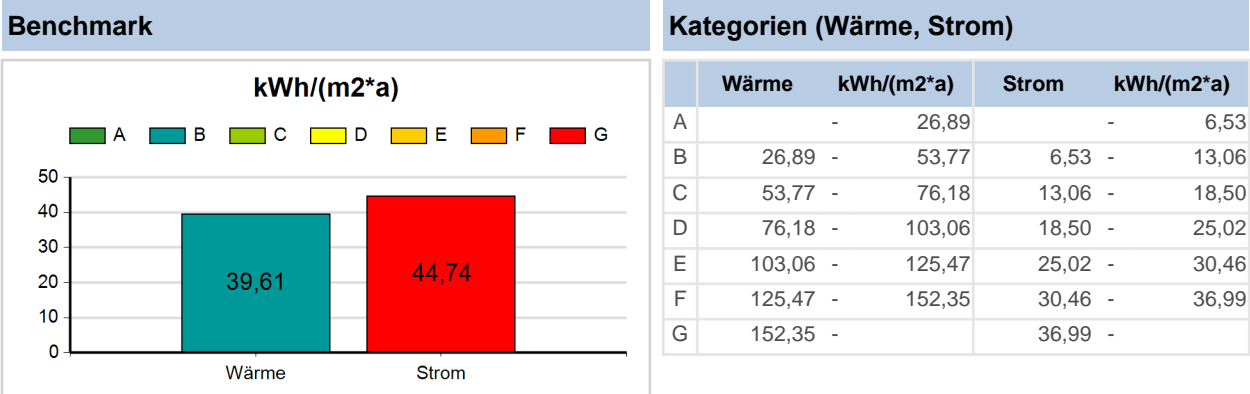 Benchmark
kWh/(m2*a)
A B C D E F G
50
40
30
20
10
0
39,61
44,74
Wärme Strom
Kategorien (Wärme, Strom)
Wärme kWh/(m2*a) Strom kWh/(m2*a)
A - 26,89 - 6,53
B 26,89 - 53,77 6,53 - 13,06
C 53,77 - 76,18 13,06 - 18,50
D 76,18 - 103,06 18,50 - 25,02
E 103,06 - 125,47 25,02 - 30,46
F 125,47 - 152,35 30,46 - 36,99
G 152,35 - 36,99 -